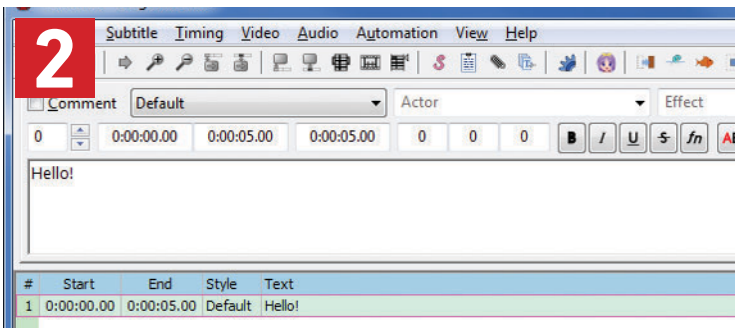 2
Subtitle Timing Video Audio Automation View Help
Comment Default Actor Effect
0 0:00:00.00 0:00:05.00 0:00:05.00 0 0 0 B I U S fn
Hello!
# Start End Style Text
1 0:00:00.00 0:00:05.00 Default Hello!